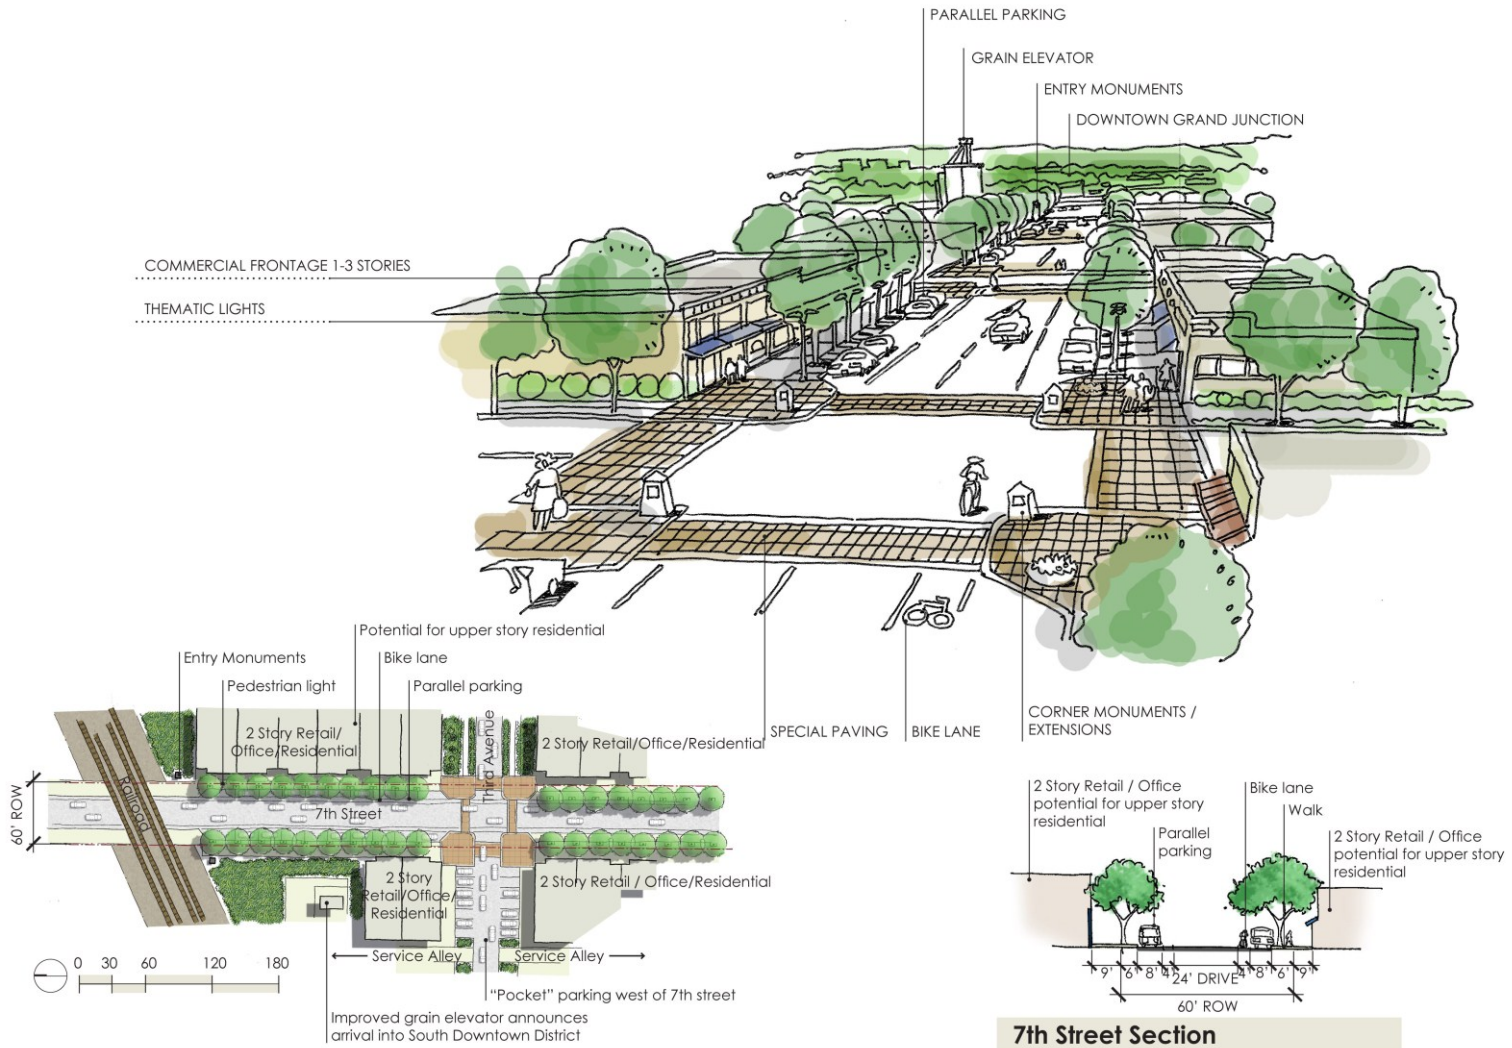 PARALLEL PARKING
GRAIN ELEVATOR
ENTRY MONUMENTS
DOWNTOWN GRAND JUNCTION
COMMERCIAL FRONTAGE 1-3 STORIES
THEMATIC LIGHTS
SPECIAL PAVING
BIKE LANE
CORNER MONUMENTS /
EXTENSIONS
Potential for upper story residential
Entry Monuments
Bike lane
Pedestrian light
Parallel parking
2 Story Retail/
Office/Residential
Third Avenue
2 Story Retail/Office/Residential
Railroad
7th Street
60' ROW
2 Story
Retail/Office/
Residential
2 Story Retail / Office/Residential
Service Alley
Service Alley
0 30 60 120 180
"Pocket" parking west of 7th street
Improved grain elevator announces
arrival into South Downtown District
2 Story Retail / Office
potential for upper story
residential
Bike lane
Walk
Parallel
parking
2 Story Retail / Office
potential for upper story
residential
9' 6' 8' 4' 24' DRIVE 4' 8' 6' 9'
60' ROW
7th Street Section